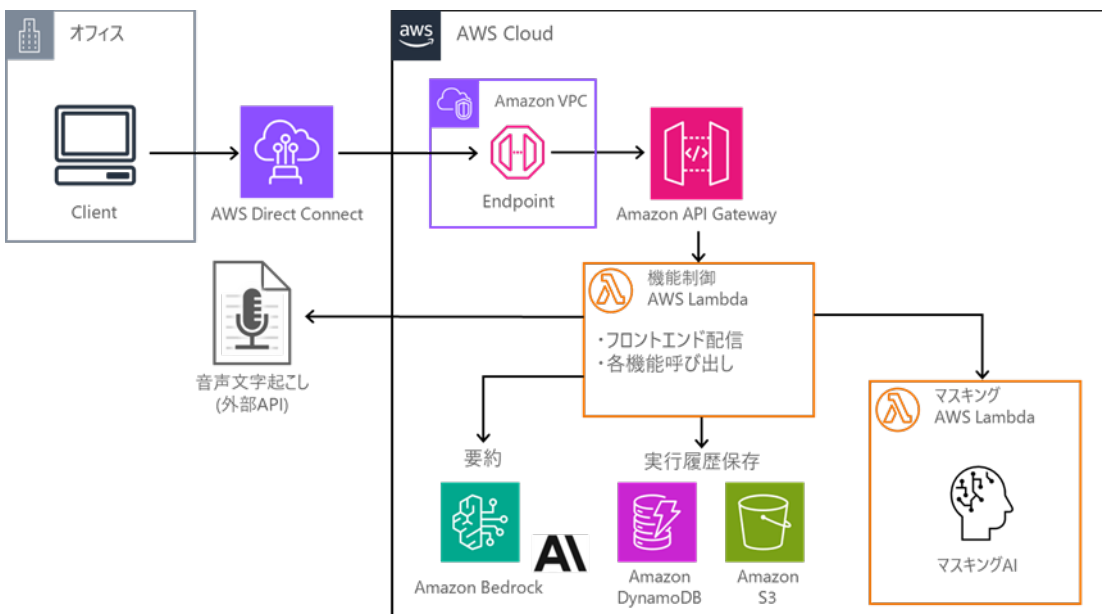 オフィス
aws
AWS Cloud
Amazon VPC
Client
AWS Direct Connect
Endpoint
</>
Amazon API Gateway
機能制御
AWS Lambda
・フロントエンド配信
・各機能呼び出し
音声文字起こし
(外部API)
マスキング
AWS Lambda
要約
実行履歴保存
マスキングAI
AI
Amazon Bedrock
Amazon
DynamoDB
Amazon
S3